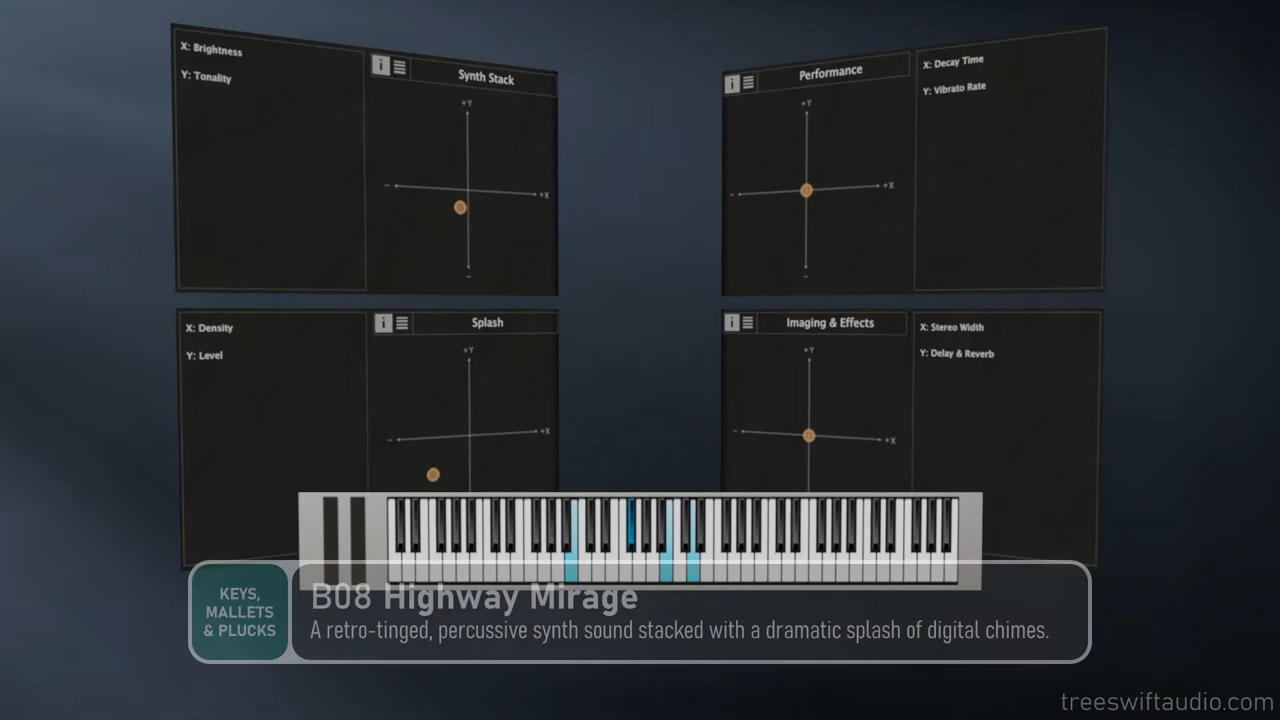 X: Brightness
Y: Tonality
i
Synth Stack
+Y
-
+X
-
i
Performance
+Y
-
+X
-
X: Decay Time
Y: Vibrato Rate
X: Density
Y: Level
i
Splash
+Y
-
+X
i
Imaging & Effects
+Y
-
+X
X: Stereo Width
Y: Delay & Reverb
KEYS,
MALLETS
& PLUCKS
B08 Highway Mirage
A retro-tinged, percussive synth sound stacked with a dramatic splash of digital chimes.
treeswiftaudio.com